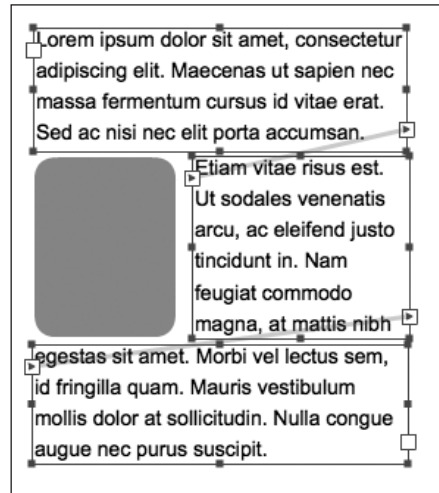 Lorem ipsum dolor sit amet, consectetur
adipiscing elit. Maecenas ut sapien nec
massa fermentum cursus id vitae erat.
Sed ac nisi nec elit porta accumsan.
Etiam vitae risus est.
Ut sodales venenatis
arcu, ac eleifend justo
tincidunt in. Nam
feugiat commodo
magna, at mattis nibh
egestas sit amet. Morbi vel lectus sem,
id fringilla quam. Mauris vestibulum
mollis dolor at sollicitudin. Nulla congue
augue nec purus suscipit.